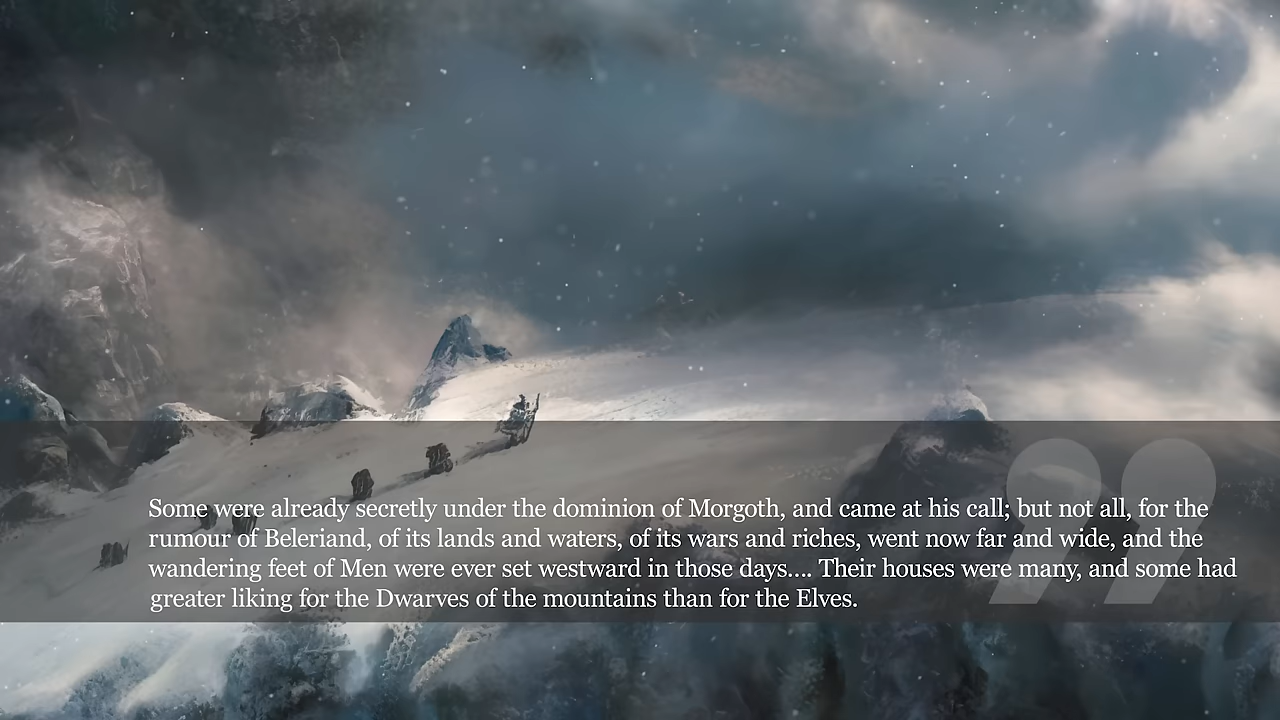 Some were already secretly under the dominion of Morgoth, and came at his call; but not all, for the
rumour of Beleriand, of its lands and waters, of its wars and riches, went now far and wide, and the
wandering feet of Men were ever set westward in those days.... Their houses were many, and some had
greater liking for the Dwarves of the mountains than for the Elves.